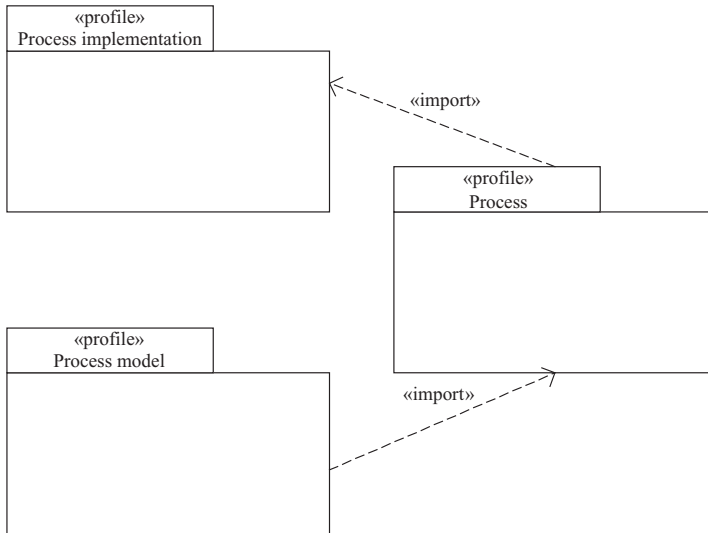 «profile»
Process implementation
«import»
«profile»
Process
«profile»
Process model
«import»